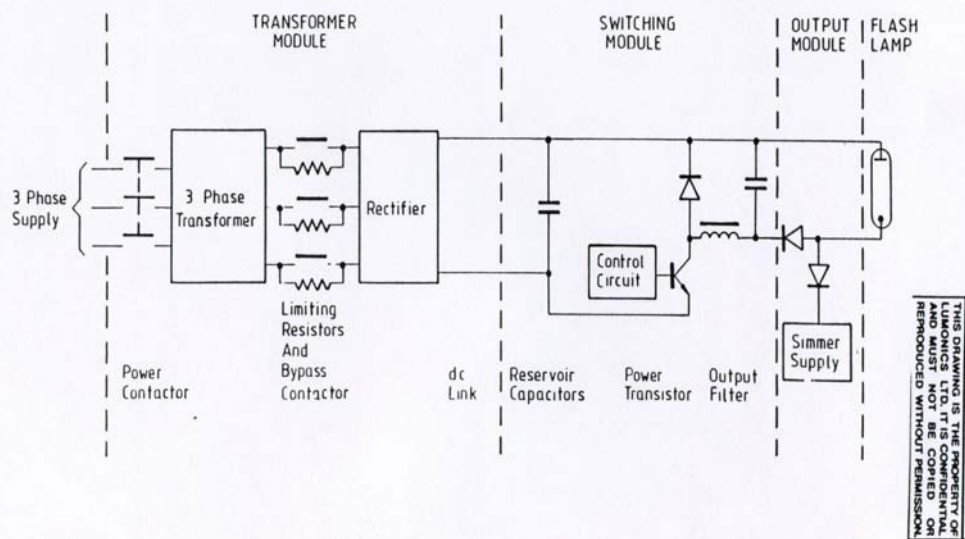 TRANSFORMER
MODULE
SWITCHING
MODULE
OUTPUT
MODULE
FLASH
LAMP
3 Phase
Supply
3 Phase
Transformer
Rectifier
Control
Circuit
Simmer
Supply
Power
Contactor
Limiting
Resistors
And
Bypass
Contactor
dc
Link
Reservoir
Capacitors
Power
Transistor
Output
Filter
THIS DRAWING IS THE PROPERTY OF
LUMONICS LTD. IT IS CONFIDENTIAL
AND MUST NOT BE COPIED OR
REPRODUCED WITHOUT PERMISSION